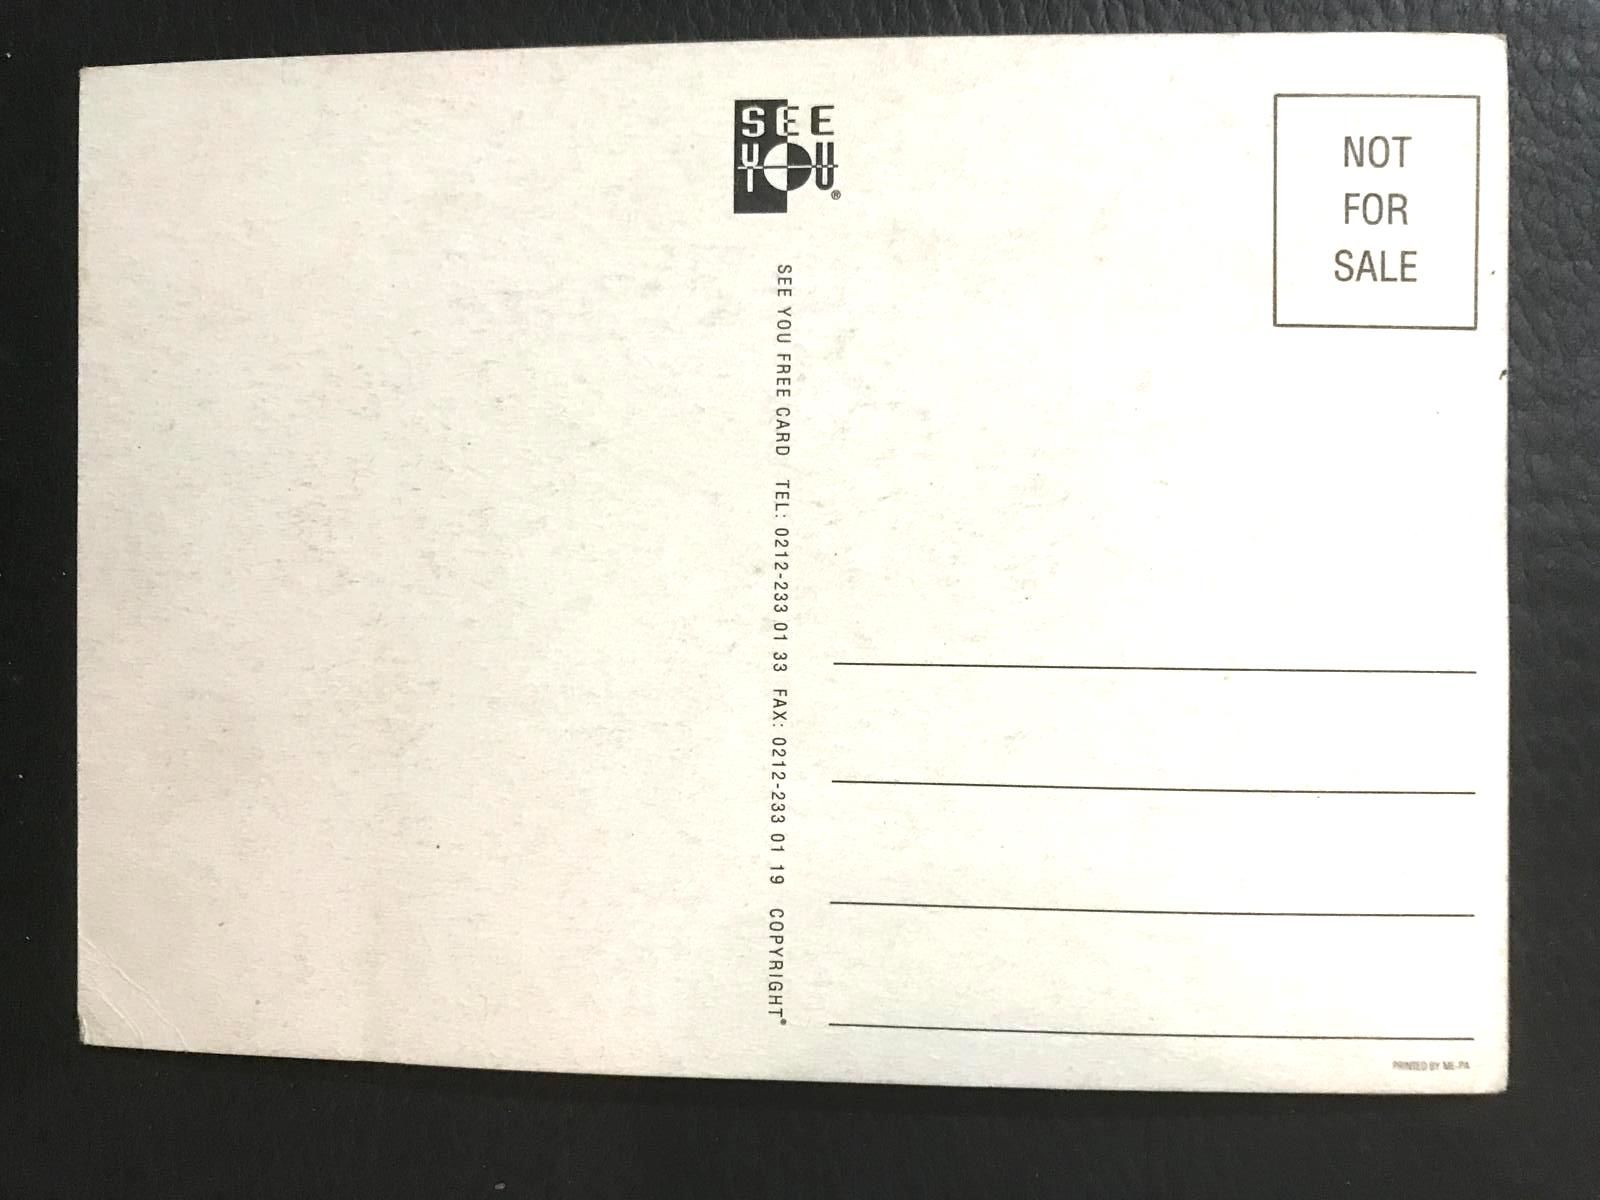 SEE
YOU®
NOT
FOR
SALE
SEE YOU FREE CARD TEL: 0212-233 01 33 FAX: 0212-233 01 19 COPYRIGHT®
PRINTED BY ME-PA